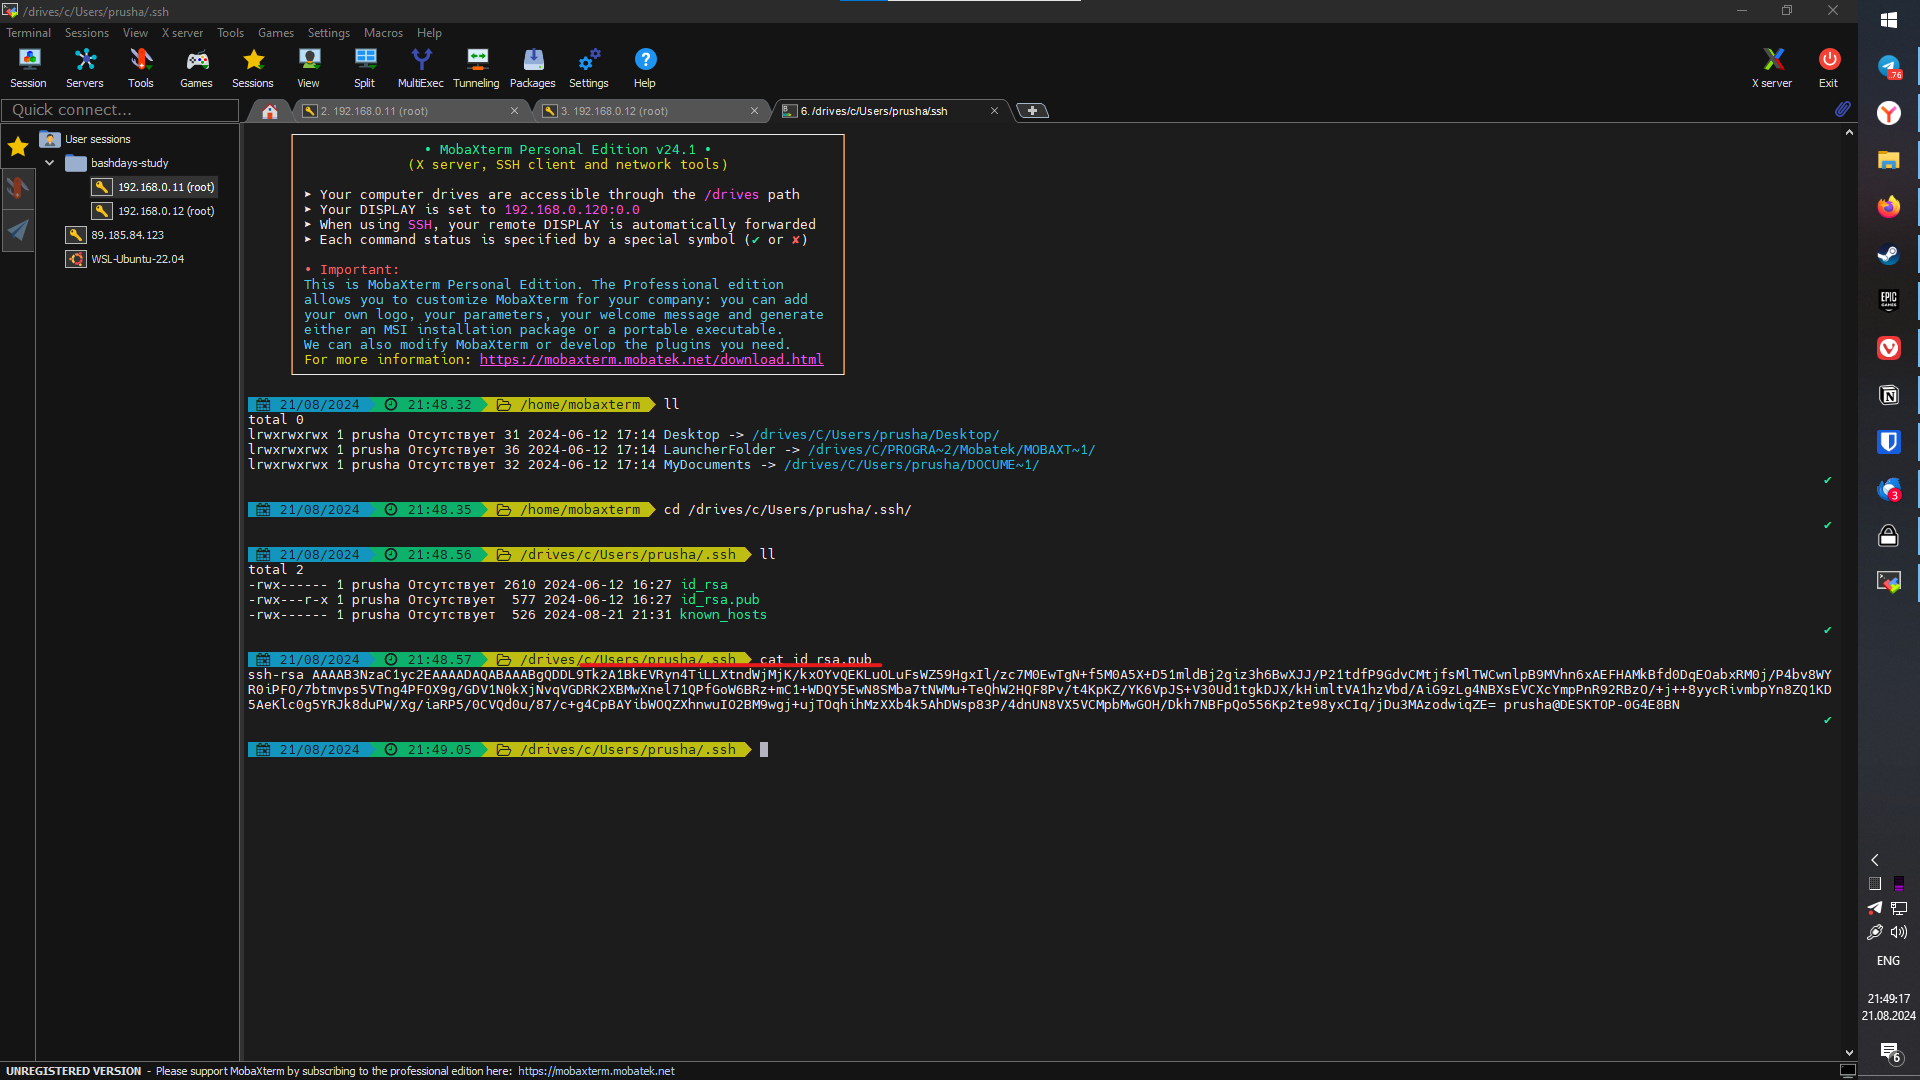 /drives/c/Users/prusha/.ssh
Terminal Sessions View X server Tools Games Settings Macros Help
Session Servers Tools Games Sessions View Split MultiExec Tunneling Packages Settings Help X server Exit
Quick connect...
2. 192.168.0.11 (root)
3. 192.168.0.12 (root)
6. /drives/c/Users/prusha/.ssh
User sessions
bashdays-study
192.168.0.11 (root)
192.168.0.12 (root)
89.185.84.123
WSL-Ubuntu-22.04
• MobaXterm Personal Edition v24.1 •
(X server, SSH client and network tools)
➤ Your computer drives are accessible through the /drives path
➤ Your DISPLAY is set to 192.168.0.120:0.0
➤ When using SSH, your remote DISPLAY is automatically forwarded
➤ Each command status is specified by a special symbol (✔ or ✘)
• Important:
This is MobaXterm Personal Edition. The Professional edition
allows you to customize MobaXterm for your company: you can add
your own logo, your parameters, your welcome message and generate
either an MSI installation package or a portable executable.
We can also modify MobaXterm or develop the plugins you need.
For more information: https://mobaxterm.mobatek.net/download.html
21/08/2024 21:48.32 /home/mobaxterm ll
total 0
lrwxrwxrwx 1 prusha Отсутствует 31 2024-06-12 17:14 Desktop -> /drives/C/Users/prusha/Desktop/
lrwxrwxrwx 1 prusha Отсутствует 36 2024-06-12 17:14 LauncherFolder -> /drives/C/PROGRA~2/Mobatek/MOBAXT~1/
lrwxrwxrwx 1 prusha Отсутствует 32 2024-06-12 17:14 MyDocuments -> /drives/C/Users/prusha/DOCUME~1/
✔
21/08/2024 21:48.35 /home/mobaxterm cd /drives/c/Users/prusha/.ssh/
✔
21/08/2024 21:48.56 /drives/c/Users/prusha/.ssh ll
total 2
-rwx------ 1 prusha Отсутствует 2610 2024-06-12 16:27 id_rsa
-rwx---r-x 1 prusha Отсутствует 577 2024-06-12 16:27 id_rsa.pub
-rwx------ 1 prusha Отсутствует 526 2024-08-21 21:31 known_hosts
✔
21/08/2024 21:48.57 /drives/c/Users/prusha/.ssh cat id_rsa.pub
ssh-rsa AAAAB3NzaC1yc2EAAAADAQABAAABgQDDL9Tk2A1BkEVRyn4TiLLXtndWjMjK/kxOYvQEKLuOLuFsWZ59HgxIl/zc7M0EwTgN+f5M0A5X+D51mldBj2giz3h6BwXJJ/P21tdfP9GdvCMtjfsMlTWCwnlpB9MVhn6xAEFHAMkBfd0DqEOabxRM0j/P4bv8WY
R0iPFO/7btmvps5VTng4PFOX9g/GDV1N0kXjNvqVGDRK2XBMwXnel71QPfGoW6BRz+mC1+WDQY5EwN8SMba7tNWMu+TeQhW2HQF8Pv/t4KpKZ/YK6VpJS+V30Ud1tgkDJX/kHimltVA1hzVbd/AiG9zLg4NBXsEVCXcYmpPnR92RBzO/+j++8yycRivmbpYn8ZQ1KD
5AeKlc0g5YRJk8duPW/Xg/iaRP5/0CVQd0u/87/c+g4CpBAYibWOQZXhnwuIO2BM9wgj+ujTOqhihMzXXb4k5AhDWsp83P/4dnUN8VX5VCMpbMwGOH/Dkh7NBFpQo556Kp2te98yxCIq/jDu3MAzodwiqZE= prusha@DESKTOP-0G4E8BN
✔
21/08/2024 21:49.05 /drives/c/Users/prusha/.ssh
UNREGISTERED VERSION - Please support MobaXterm by subscribing to the professional edition here: https://mobaxterm.mobatek.net
76
EPIC
GAMES
3
ENG
21:49:17
21.08.2024
6